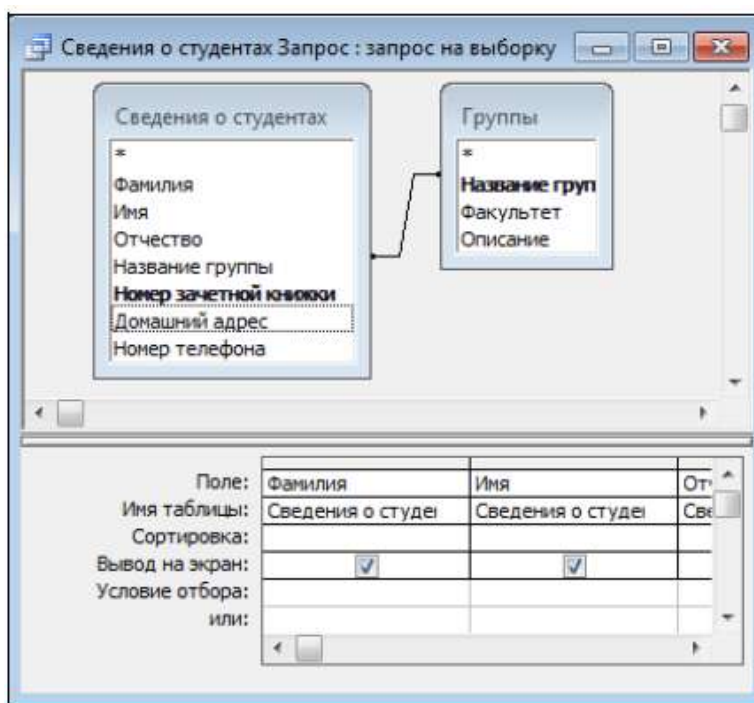 Сведения о студентах Запрос : запрос на выборку
Сведения о студентах
*
Фамилия
Имя
Отчество
Название группы
Номер зачетной книжки
Домашний адрес
Номер телефона
Группы
*
Название груп
Факультет
Описание
Поле: Фамилия Имя От
Имя таблицы: Сведения о студе Сведения о студе Све
Сортировка:
Вывод на экран:
Условие отбора:
или: